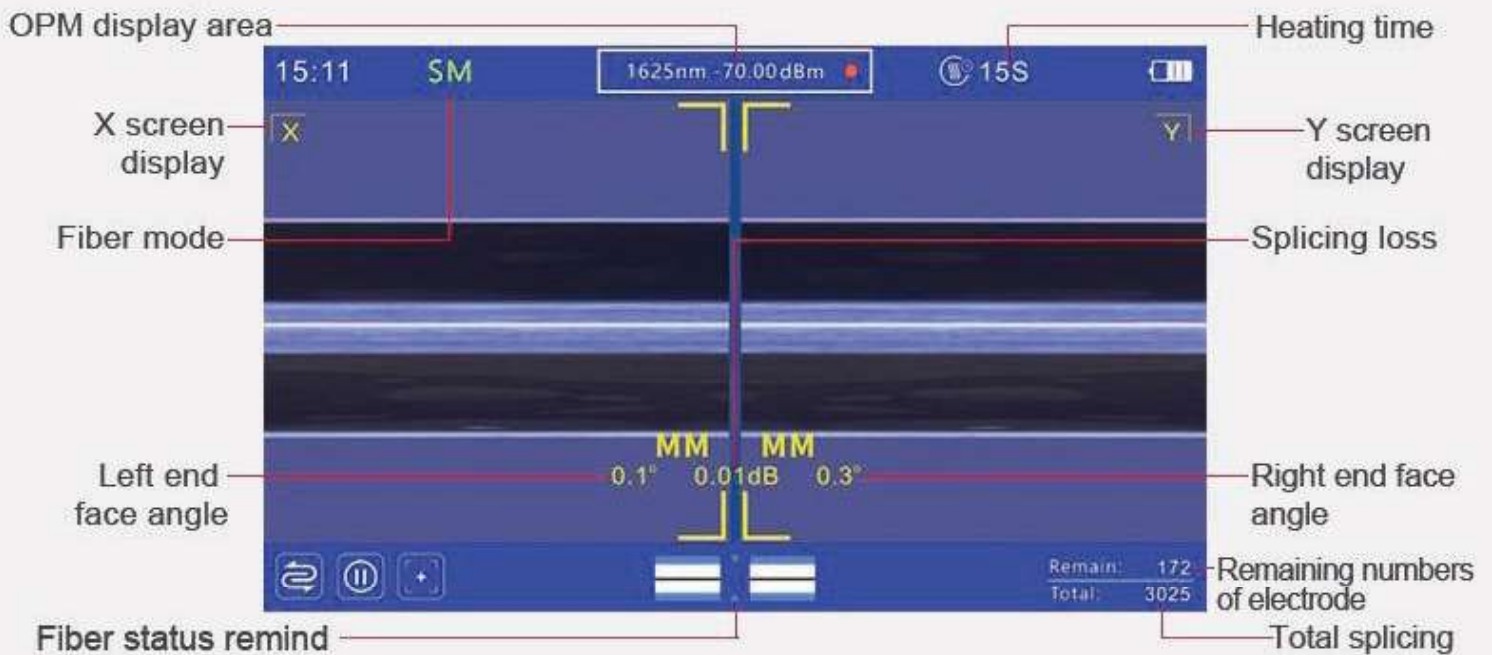 OPM display area
Heating time
15:11
SM
1625nm -70.00dBm
15S
X screen
display
X
Y
Y screen
display
Fiber mode
Splicing loss
MM MM
Left end
face angle
0.1° 0.01dB 0.3°
Right end face
angle
Remain: 172
Total: 3025
Remaining numbers
of electrode
Fiber status remind
Total splicing